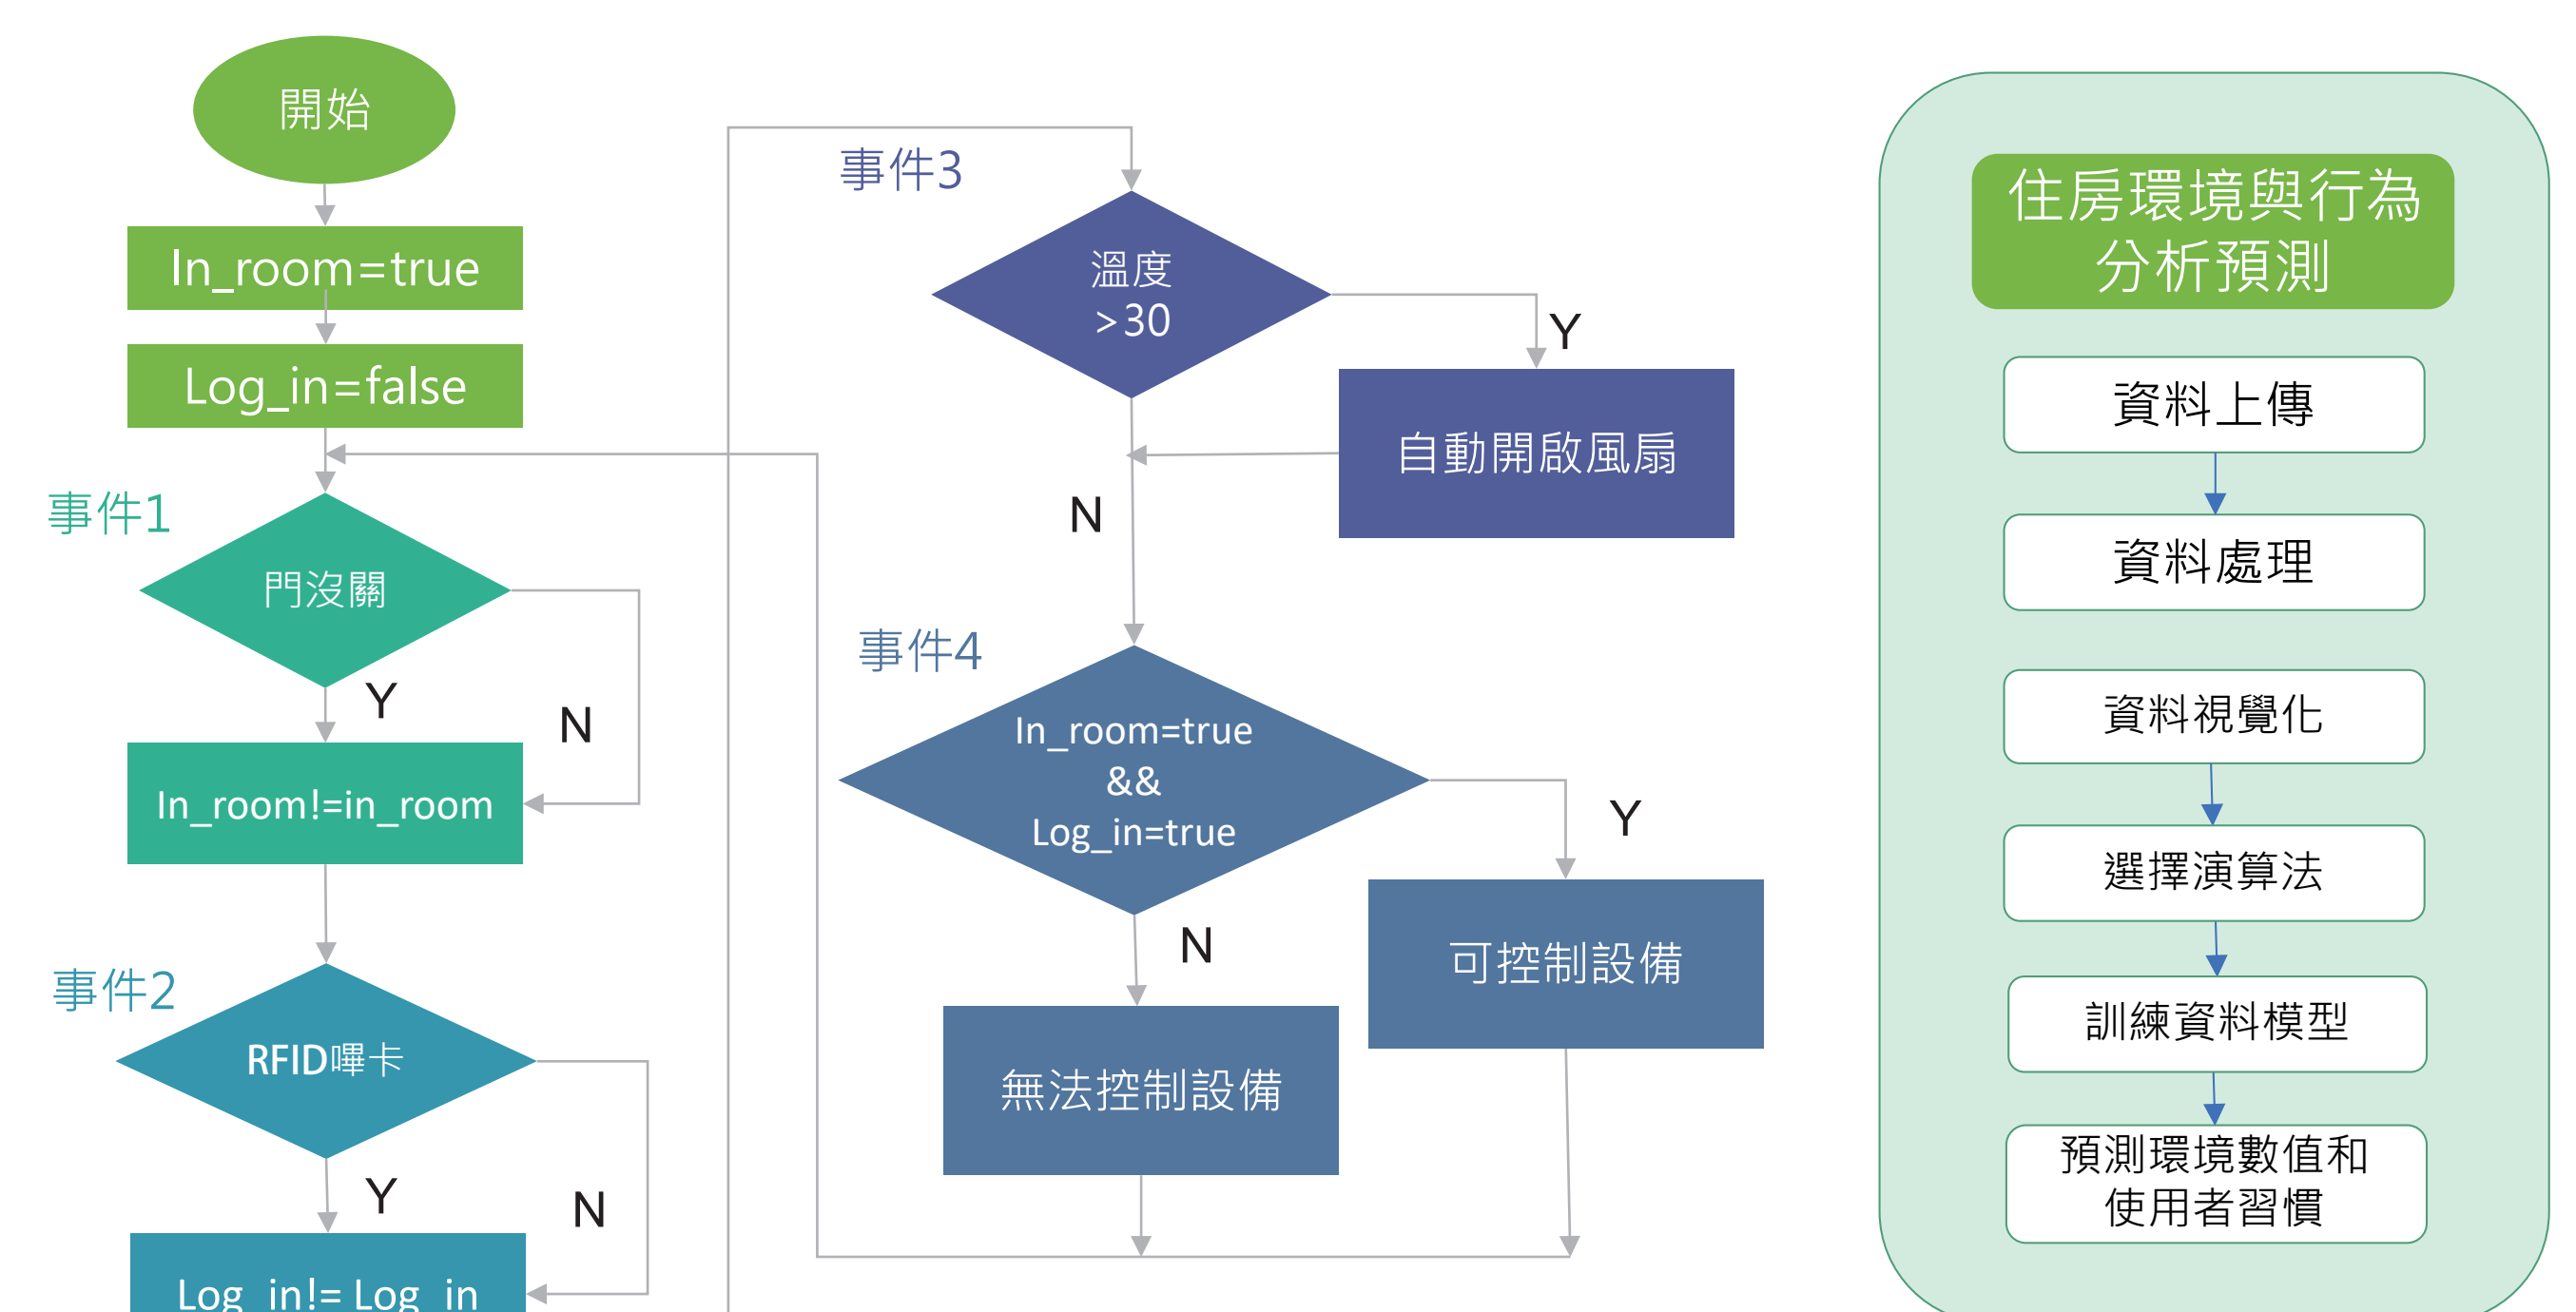 開始
In_room=true
Log_in=false
事件1
門沒關
Y
N
In_room!=in_room
事件2
RFID嗶卡
Y
N
Log_in!= Log_in
事件3
溫度
>30
Y
自動開啟風扇
N
事件4
In_room=true
&&
Log_in=true
Y
N
可控制設備
無法控制設備
住房環境與行為
分析預測
資料上傳
資料處理
資料視覺化
選擇演算法
訓練資料模型
預測環境數值和
使用者習慣